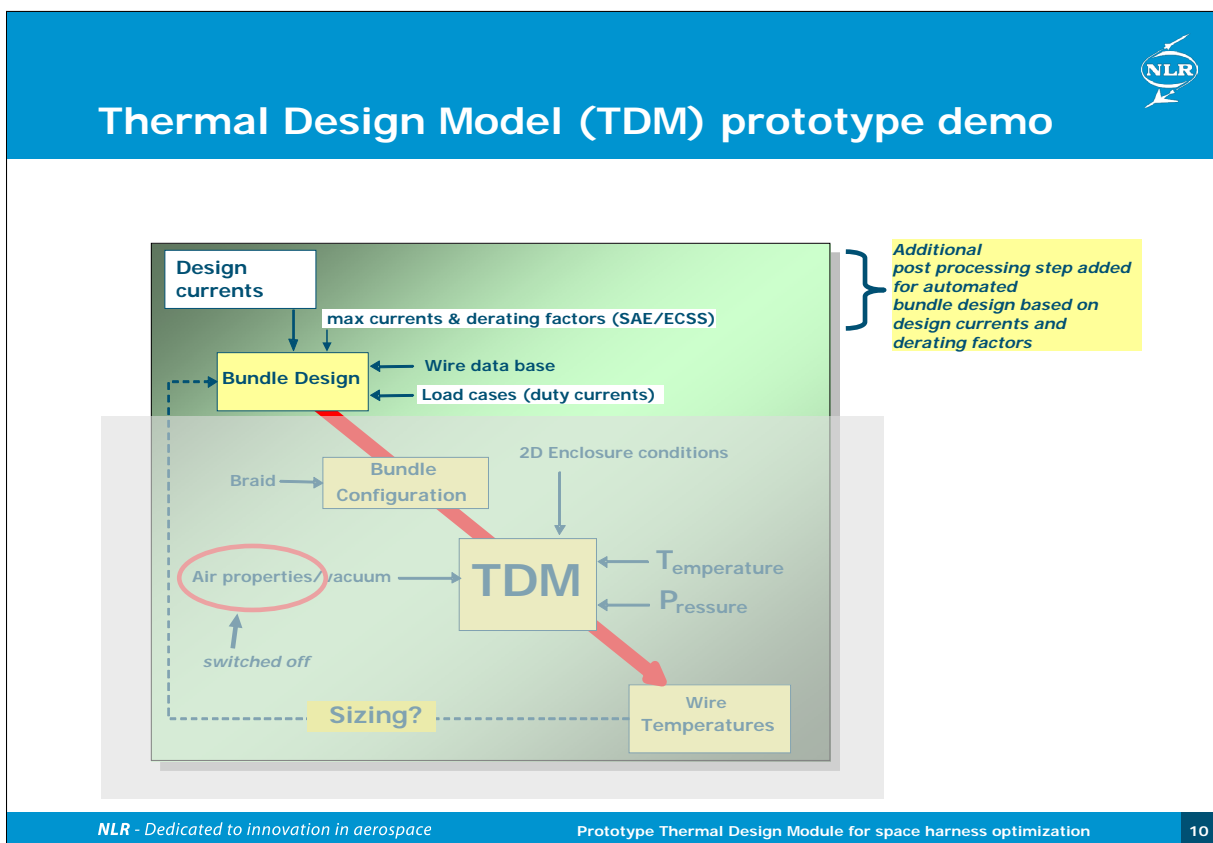 NLR
Thermal Design Model (TDM) prototype demo
Design
currents
max currents & derating factors (SAE/ECSS)
Bundle Design
Wire data base
Load cases (duty currents)
Additional
post processing step added
for automated
bundle design based on
design currents and
derating factors
2D Enclosure conditions
Braid
Bundle
Configuration
Air properties/vacuum
TDM
Temperature
Pressure
switched off
Sizing?
Wire
Temperatures
NLR - Dedicated to innovation in aerospace
Prototype Thermal Design Module for space harness optimization
10